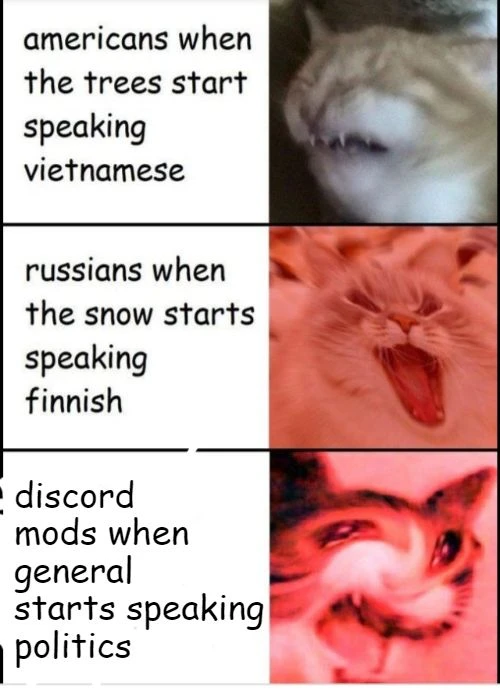 americans when
the trees start
speaking
vietnamese
russians when
the snow starts
speaking
finnish
discord
mods when
general
starts speaking
politics